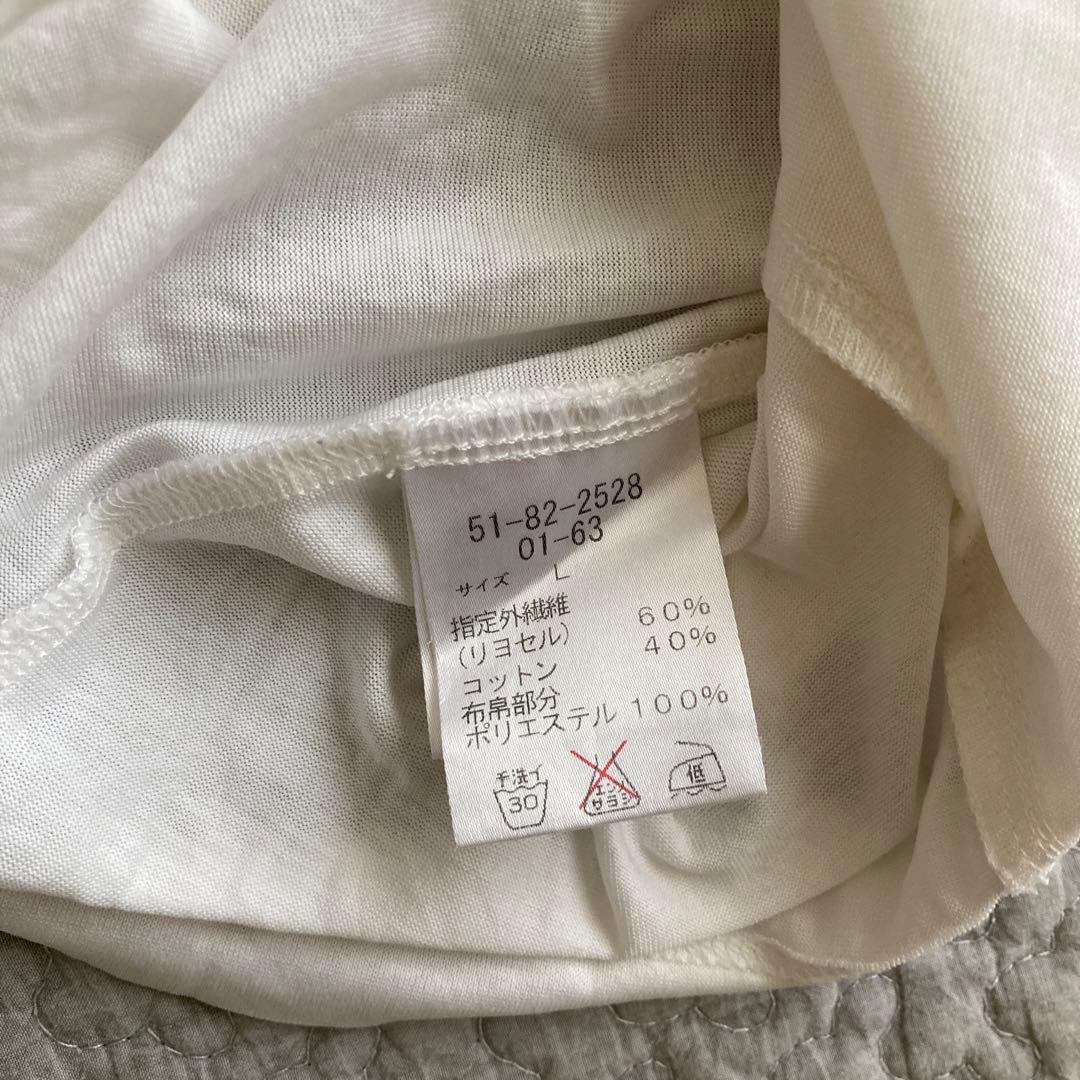 51-82-2528
01-63
サイズ L
指定外繊維 60%
(リヨセル) 40%
コットン
布帛部分
ポリエステル 100%
手洗イ エンソ 低
30 サラシ